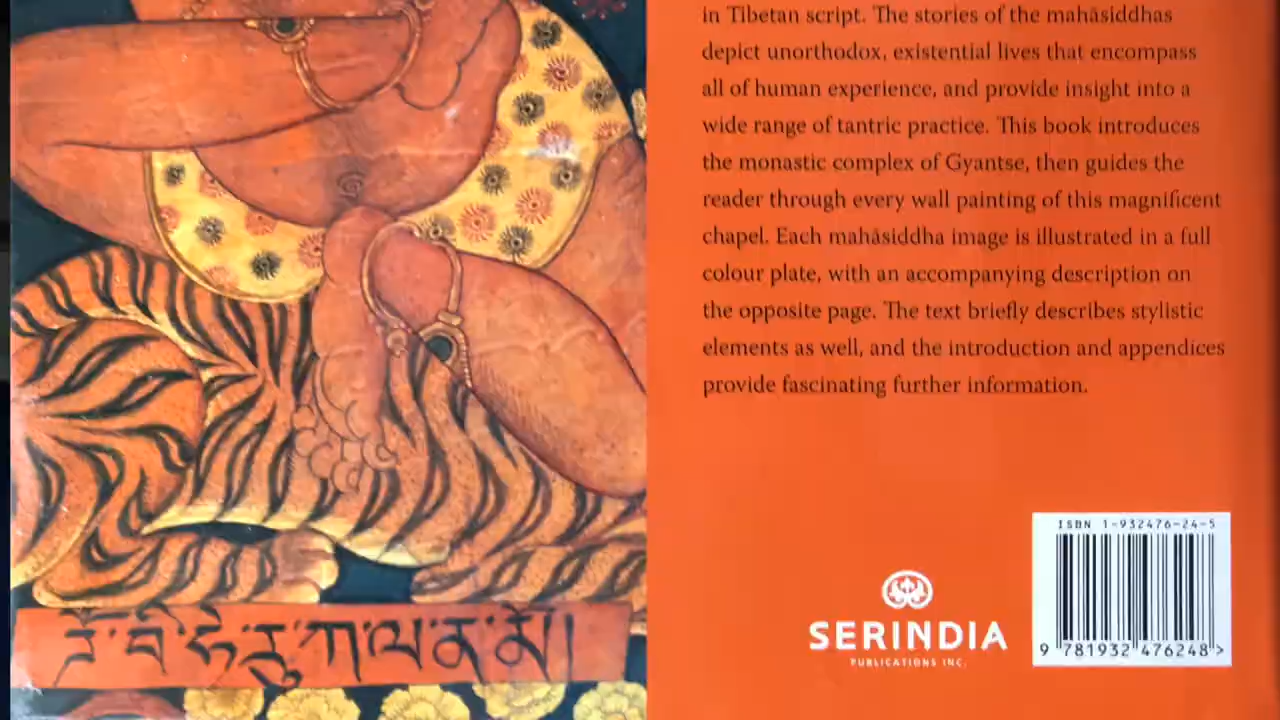 in Tibetan script. The stories of the mahāsiddhas
depict unorthodox, existential lives that encompass
all of human experience, and provide insight into a
wide range of tantric practice. This book introduces
the monastic complex of Gyantse, then guides the
reader through every wall painting of this magnificent
chapel. Each mahāsiddha image is illustrated in a full
colour plate, with an accompanying description on
the opposite page. The text briefly describes stylistic
elements as well, and the introduction and appendices
provide fascinating further information.
ISBN 1-932476-24-5
9 781932 476248 >
SERINDIA
PUBLICATIONS INC.
ཌོ་བི་ཧེ་རུ་ཀ་ལ་ན་མོ།